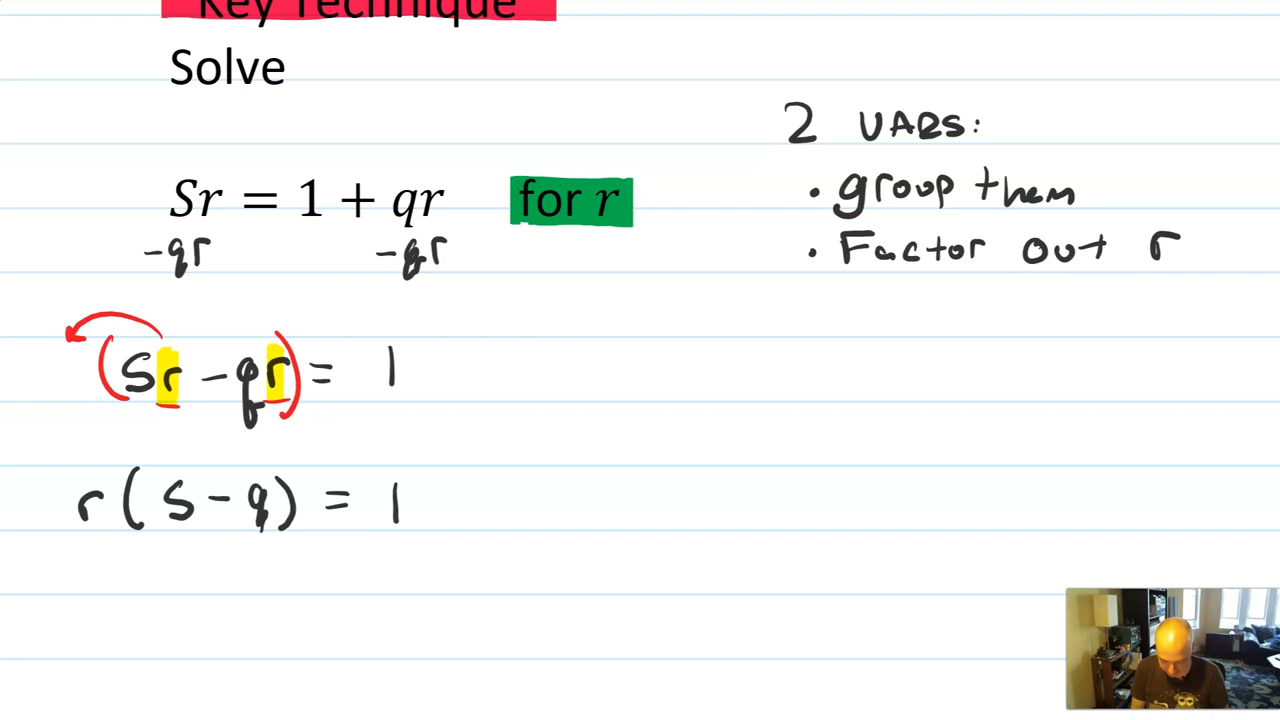 Key Technique
Solve
Sr = 1 + qr for r
-qr -qr
2 VARS:
• group them
• Factor out r
(Sr - qr) = 1
r(S - q) = 1